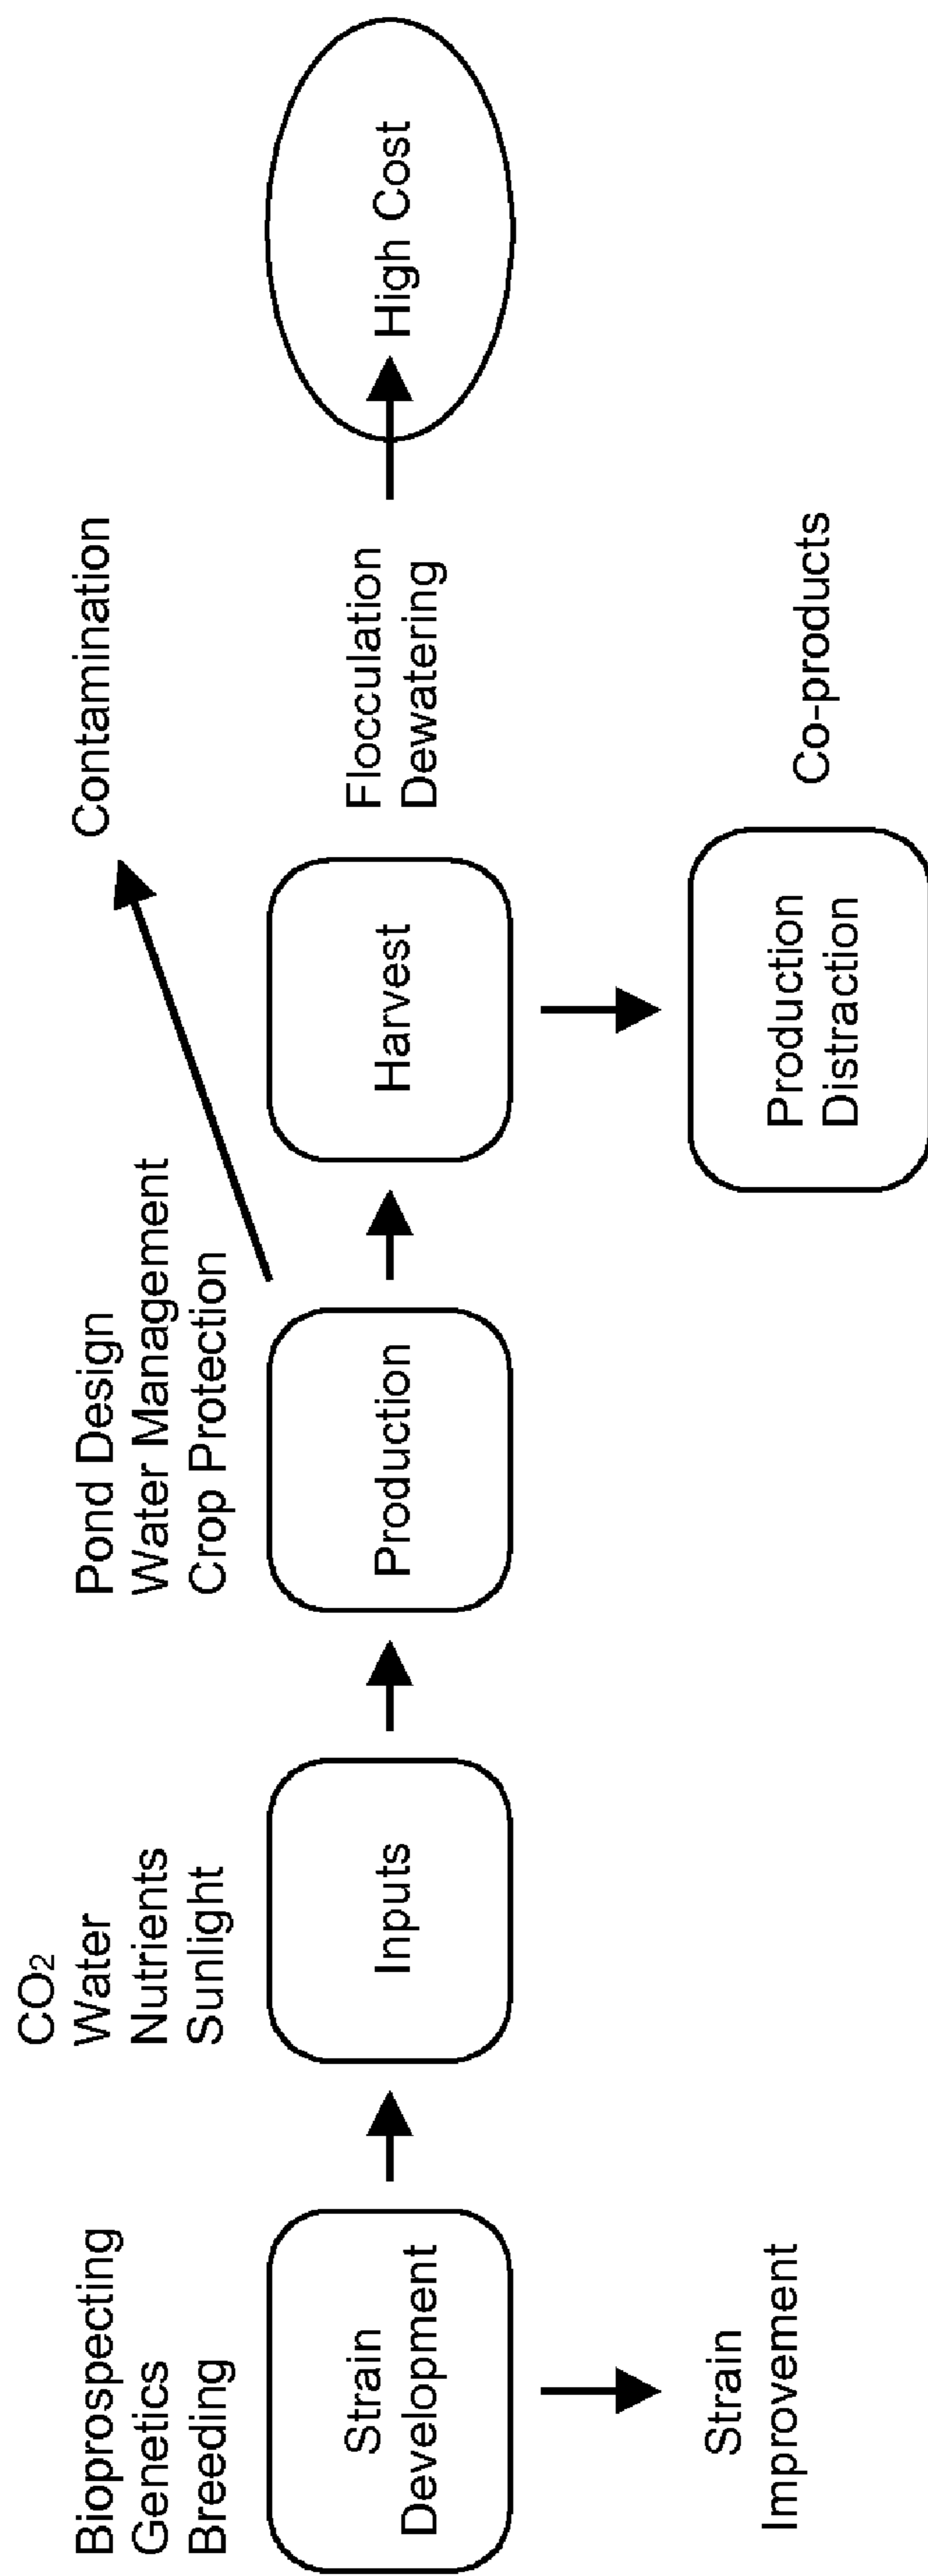 Bioprospecting
Genetics
Breeding
Strain
Development
Strain
Improvement
CO₂
Water
Nutrients
Sunlight
Inputs
Pond Design
Water Management
Crop Protection
Production
Contamination
Harvest
Flocculation
Dewatering
High Cost
Production
Distraction
Co-products